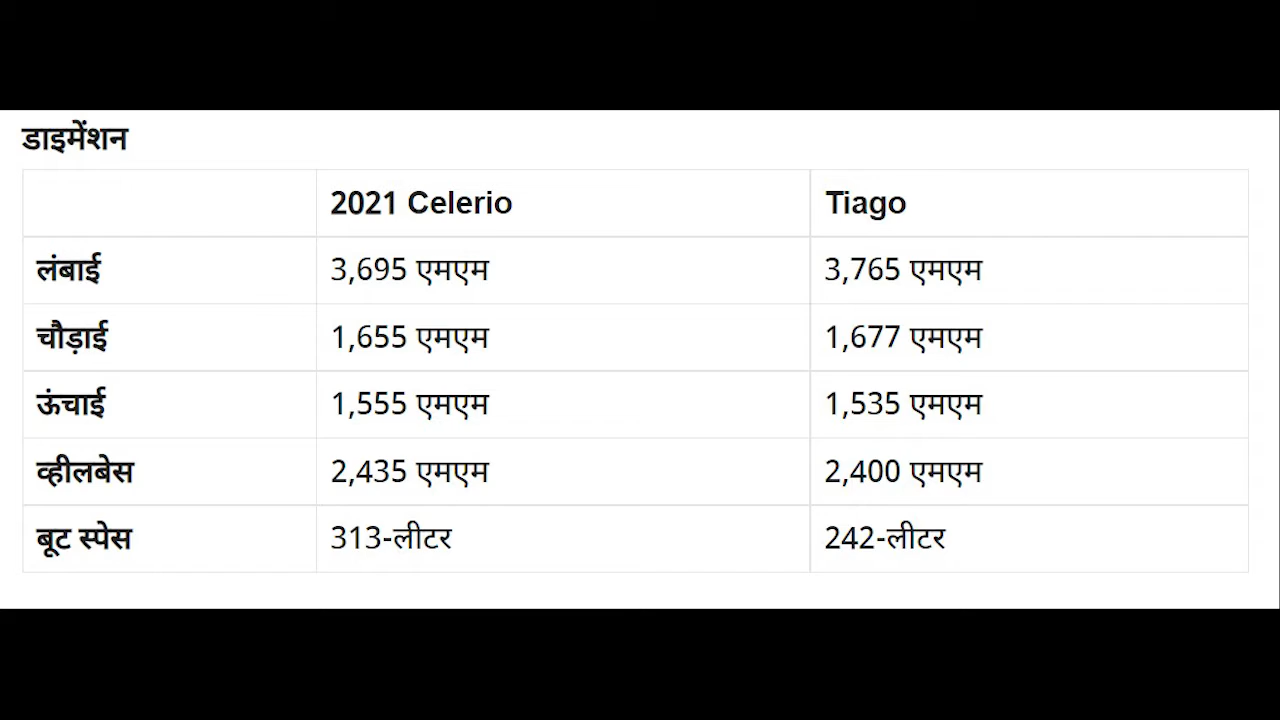 डाइमेंशन
2021 Celerio Tiago
लंबाई 3,695 एमएम 3,765 एमएम
चौड़ाई 1,655 एमएम 1,677 एमएम
ऊंचाई 1,555 एमएम 1,535 एमएम
व्हीलबेस 2,435 एमएम 2,400 एमएम
बूट स्पेस 313-लीटर 242-लीटर